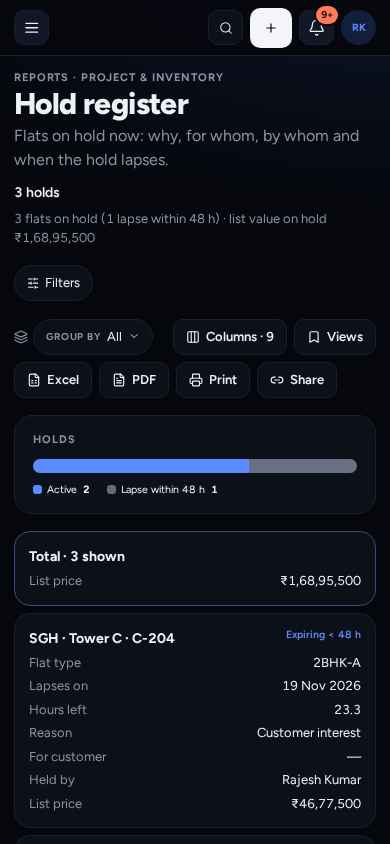 9+
RK
REPORTS · PROJECT & INVENTORY
Hold register
Flats on hold now: why, for whom, by whom and
when the hold lapses.
3 holds
3 flats on hold (1 lapse within 48 h) · list value on hold
₹1,68,95,500
Filters
GROUP BY All
Columns · 9
Views
Excel
PDF
Print
Share
HOLDS
Active 2
Lapse within 48 h 1
Total · 3 shown
List price ₹1,68,95,500
SGH · Tower C · C-204 Expiring < 48 h
Flat type 2BHK-A
Lapses on 19 Nov 2026
Hours left 23.3
Reason Customer interest
For customer —
Held by Rajesh Kumar
List price ₹46,77,500